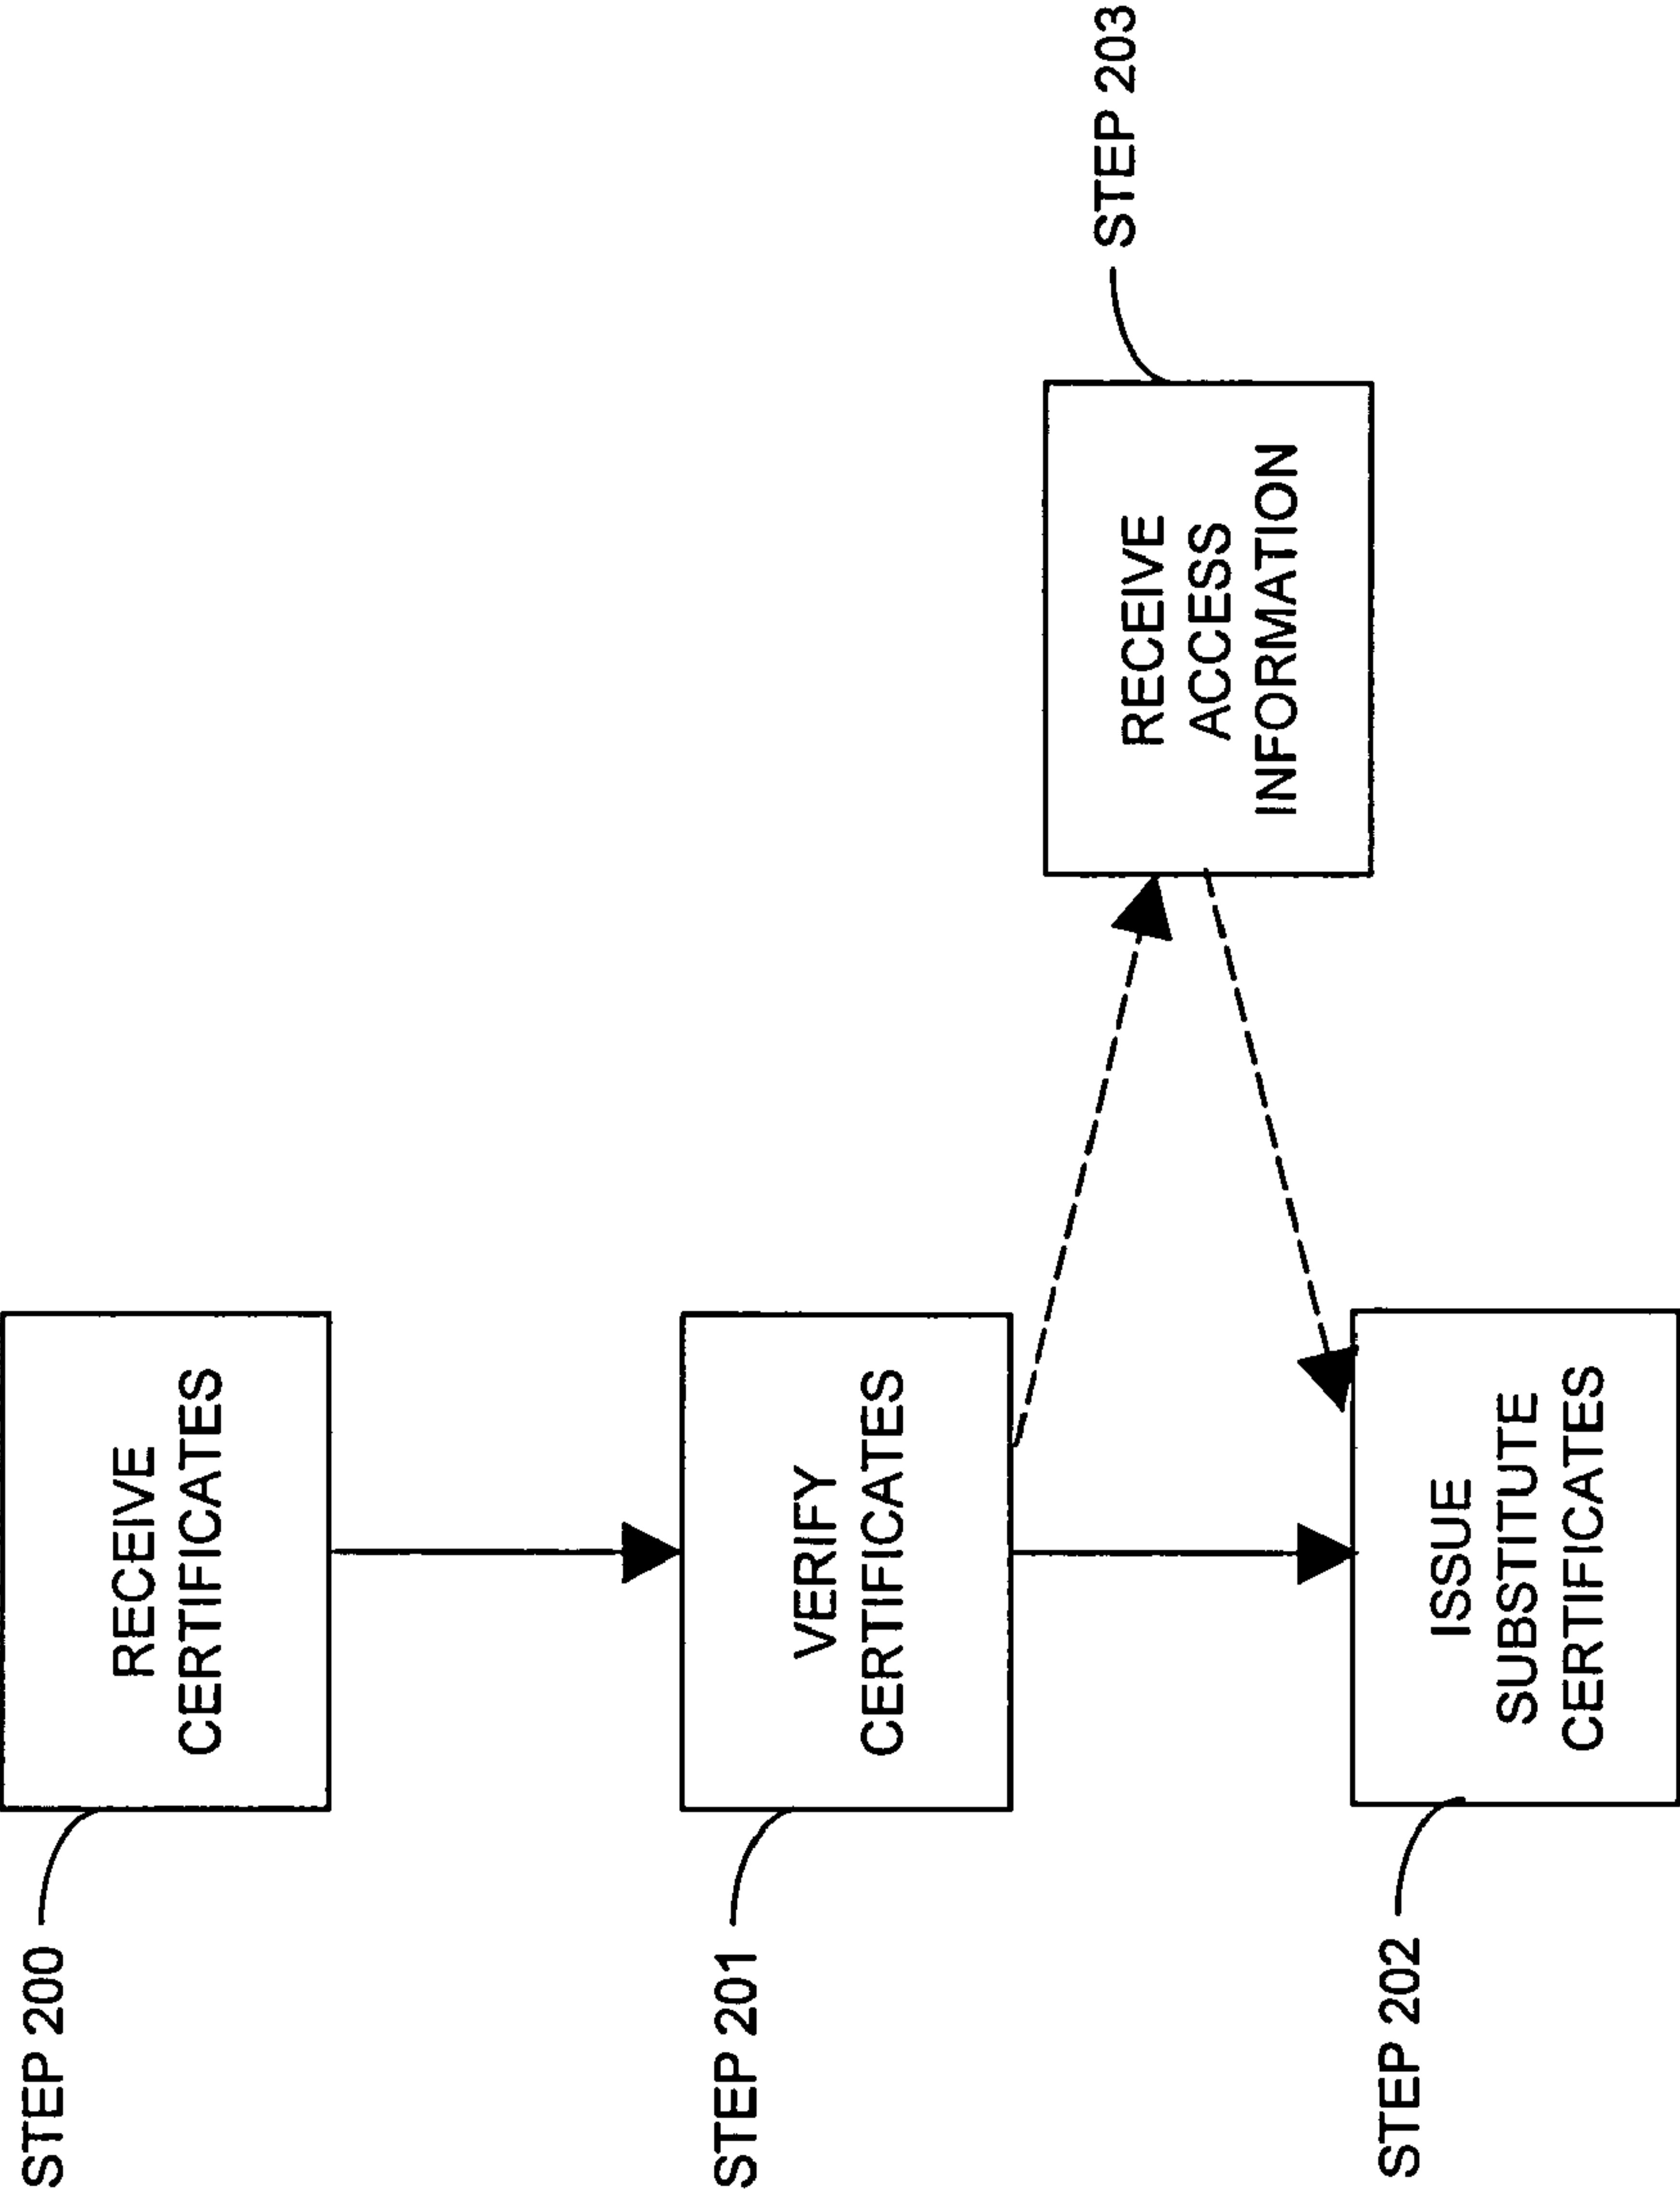 STEP 200
RECEIVE
CERTIFICATES
STEP 201
VERIFY
CERTIFICATES
STEP 203
RECEIVE
ACCESS
INFORMATION
STEP 202
ISSUE
SUBSTITUTE
CERTIFICATES